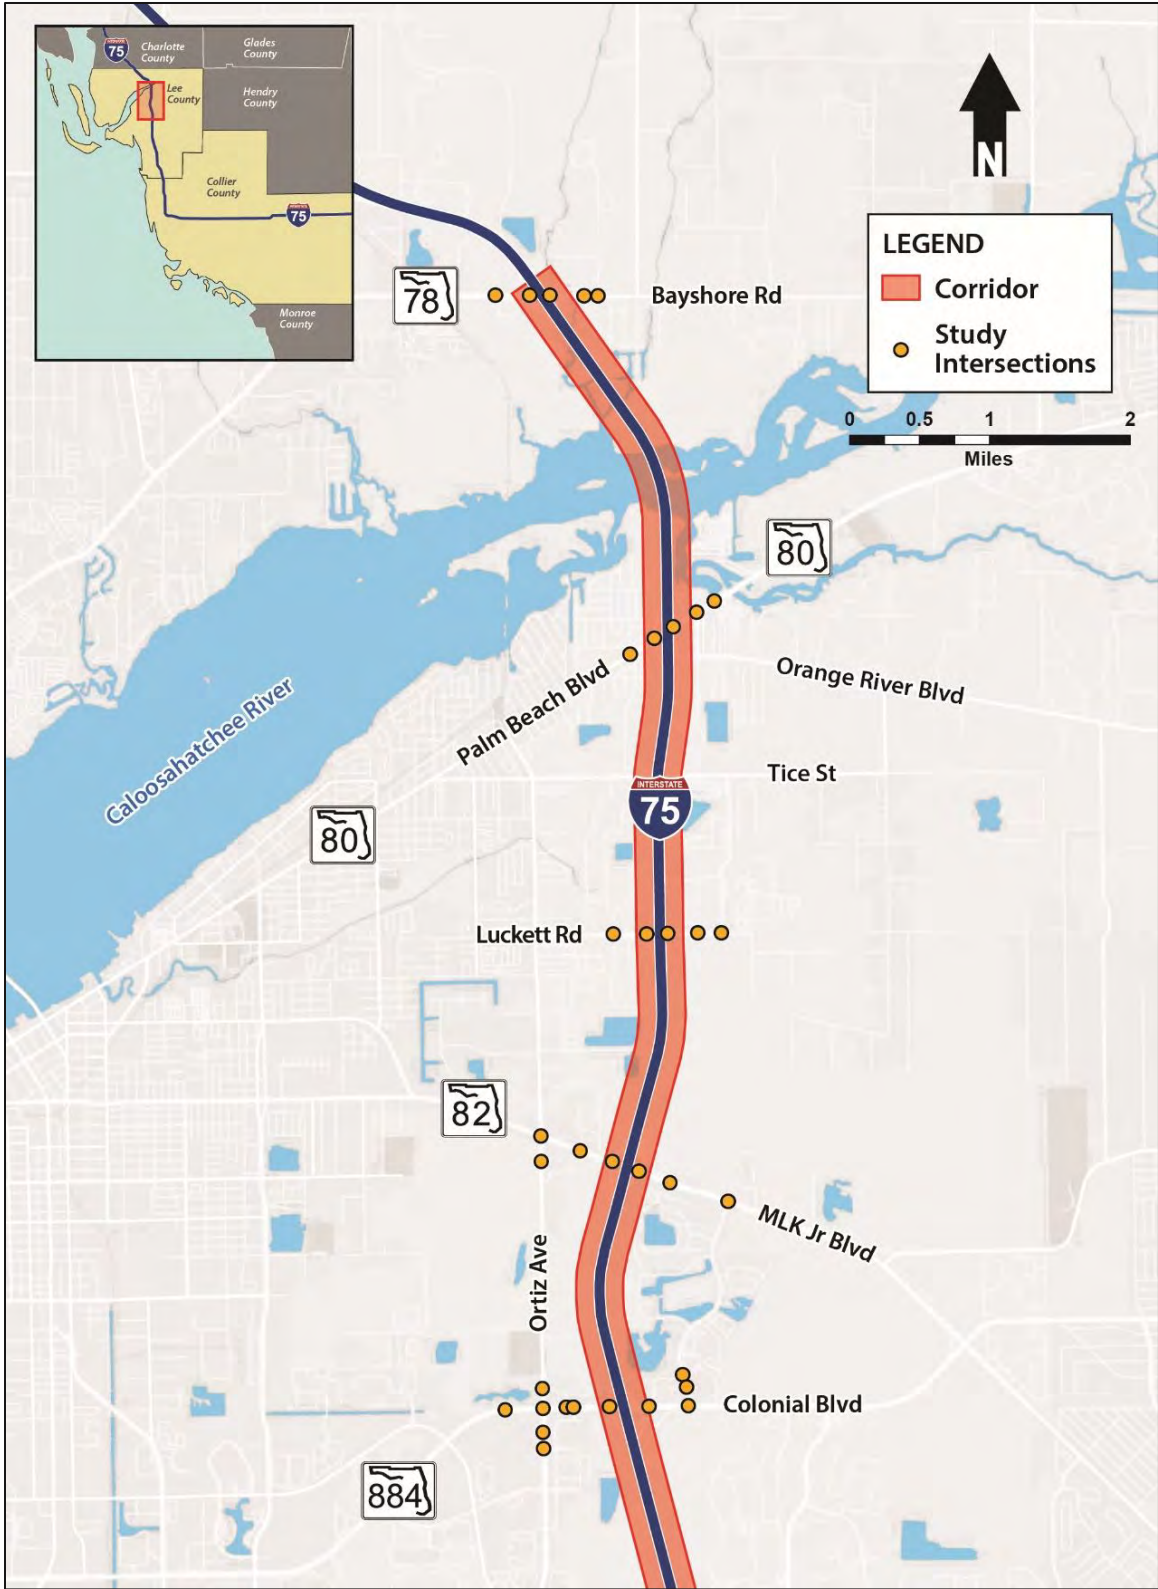 Charlotte
County
Glades
County
INTERSTATE
75
Lee
County
Hendry
County
Collier
County
75
Monroe
County
N
LEGEND
Corridor
Study
Intersections
0 0.5 1 2
Miles
78
Bayshore Rd
80
Palm Beach Blvd
Orange River Blvd
Caloosahatchee River
Tice St
INTERSTATE
75
80
Luckett Rd
82
MLK Jr Blvd
Ortiz Ave
Colonial Blvd
884